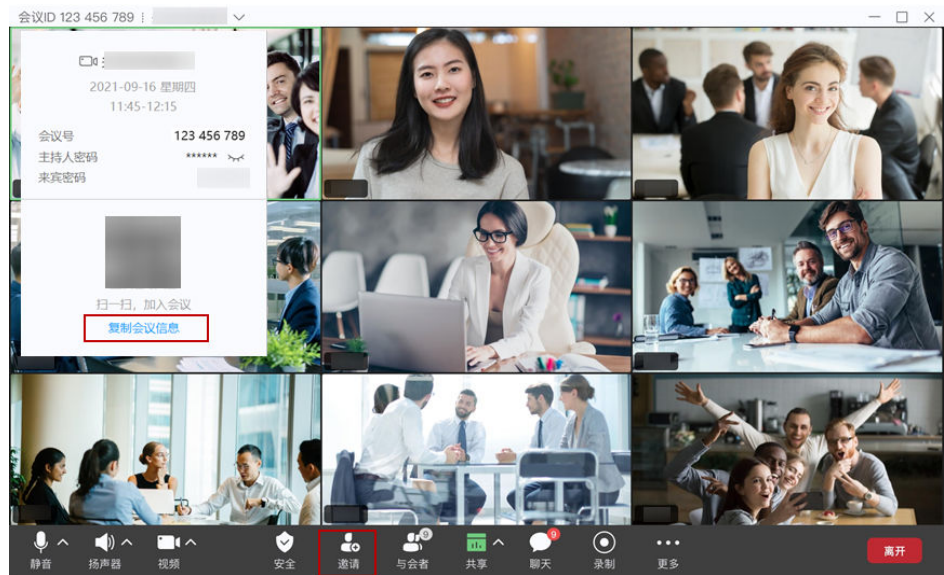 会议ID 123 456 789
2021-09-16 星期四
11:45-12:15
会议号 123 456 789
主持人密码 ******
来宾密码
扫一扫，加入会议
复制会议信息
静音 扬声器 视频 安全 邀请 与会者 9 共享 聊天 9 录制 更多 离开